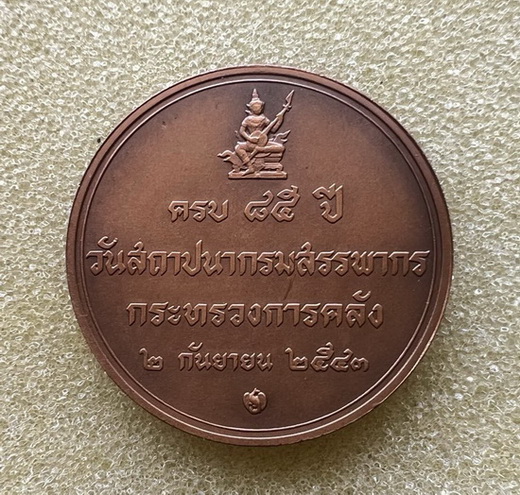 ครบ ๘๕ ปี
วันสถาปนากรมสรรพากร
กระทรวงการคลัง
๒ กันยายน ๒๕๔๓